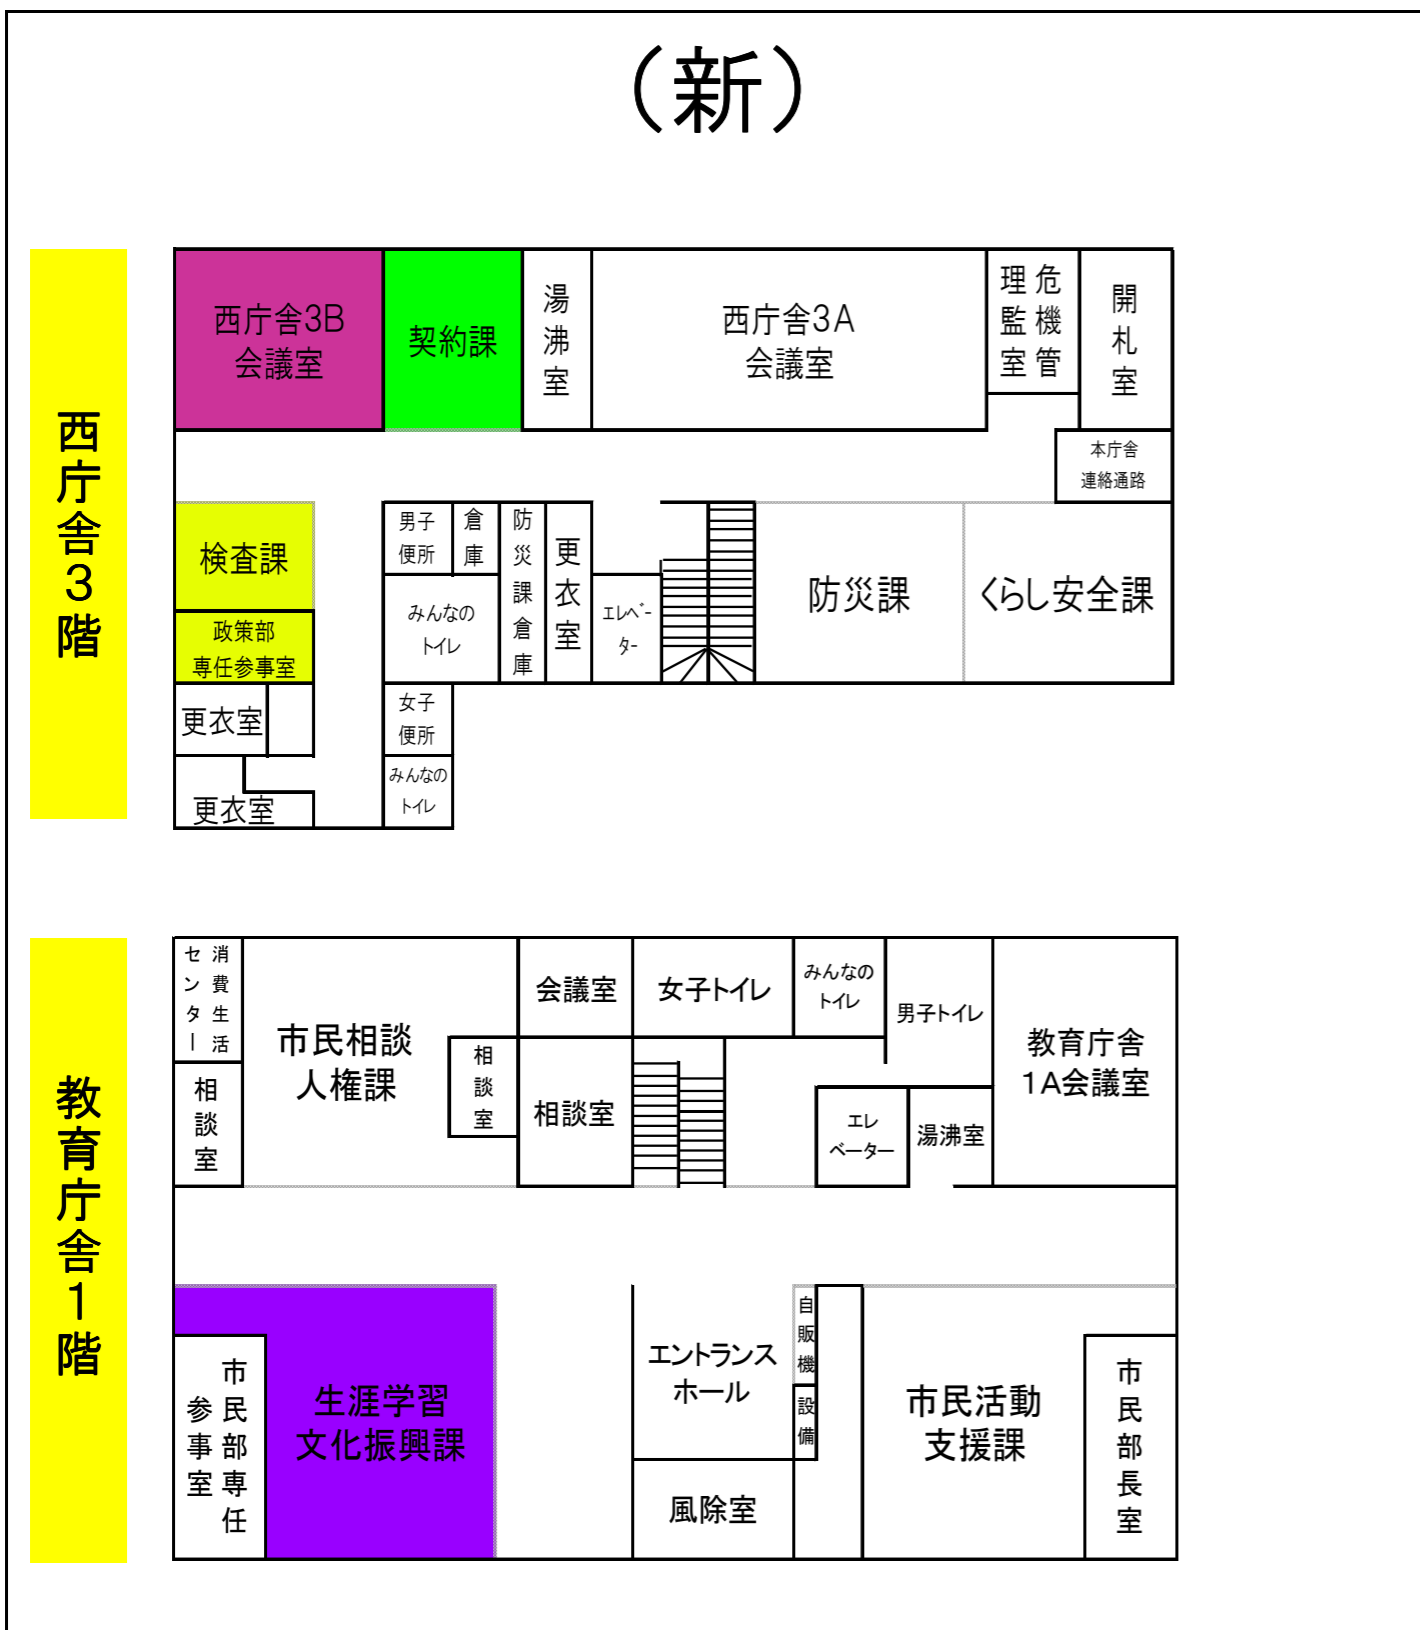 （新）
西庁舎３階
西庁舎3B
会議室
契約課
湯沸室
西庁舎3A
会議室
危機管
理監室
開札室
本庁舎
連絡通路
検査課
政策部
専任参事室
更衣室
更衣室
男子
便所
倉庫
みんなの
トイレ
防災課倉庫
更衣室
エレベー
ター
防災課
くらし安全課
女子
便所
みんなの
トイレ
教育庁舎１階
消費生活
センター
相談室
市民相談
人権課
相談室
会議室
相談室
女子トイレ
みんなの
トイレ
男子トイレ
エレ
ベーター
湯沸室
教育庁舎
１A会議室
市民部専任
参事室
生涯学習
文化振興課
エントランス
ホール
自販機
設備
風除室
市民活動
支援課
市民部長室